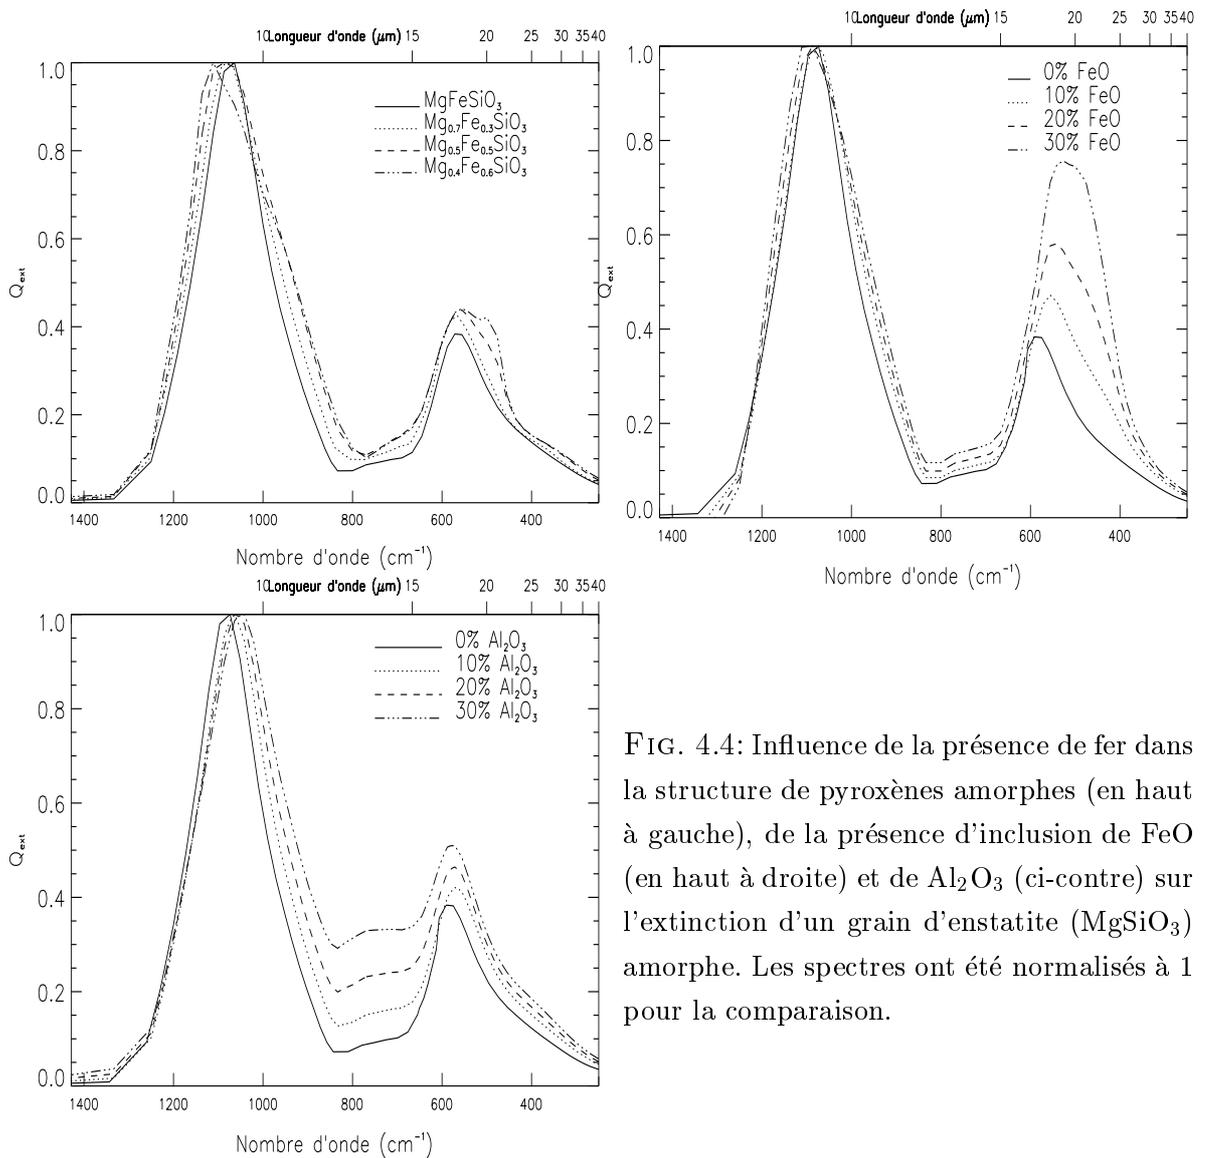 10 Longueur d'onde (μm) 15 20 25 30 35 40
1.0
0.8
0.6
0.4
0.2
0.0
Qext
MgFeSiO₃
Mg₀.₇Fe₀.₃SiO₃
Mg₀.₅Fe₀.₅SiO₃
Mg₀.₄Fe₀.₆SiO₃
1400 1200 1000 800 600 400
Nombre d'onde (cm⁻¹)
10 Longueur d'onde (μm) 15 20 25 30 35 40
1.0
0.8
0.6
0.4
0.2
0.0
Qext
0% FeO
10% FeO
20% FeO
30% FeO
1400 1200 1000 800 600 400
Nombre d'onde (cm⁻¹)
10 Longueur d'onde (μm) 15 20 25 30 35 40
1.0
0.8
0.6
0.4
0.2
0.0
Qext
0% Al₂O₃
10% Al₂O₃
20% Al₂O₃
30% Al₂O₃
1400 1200 1000 800 600 400
Nombre d'onde (cm⁻¹)
FIG. 4.4: Influence de la présence de fer dans
la structure de pyroxènes amorphes (en haut
à gauche), de la présence d'inclusion de FeO
(en haut à droite) et de Al₂O₃ (ci-contre) sur
l'extinction d'un grain d'enstatite (MgSiO₃)
amorphe. Les spectres ont été normalisés à 1
pour la comparaison.